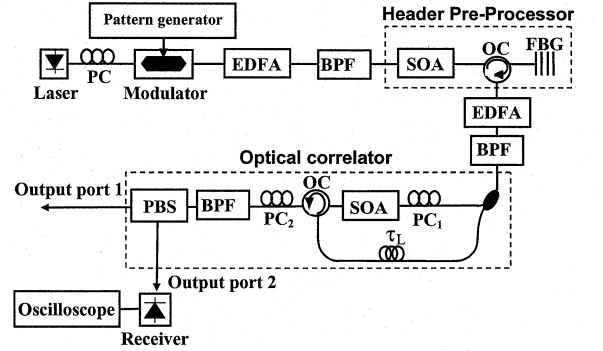 Pattern generator
Header Pre-Processor
Laser
PC
Modulator
EDFA
BPF
SOA
OC
FBG
EDFA
BPF
Optical correlator
Output port 1
PBS
BPF
PC2
OC
SOA
PC1
τL
Output port 2
Oscilloscope
Receiver